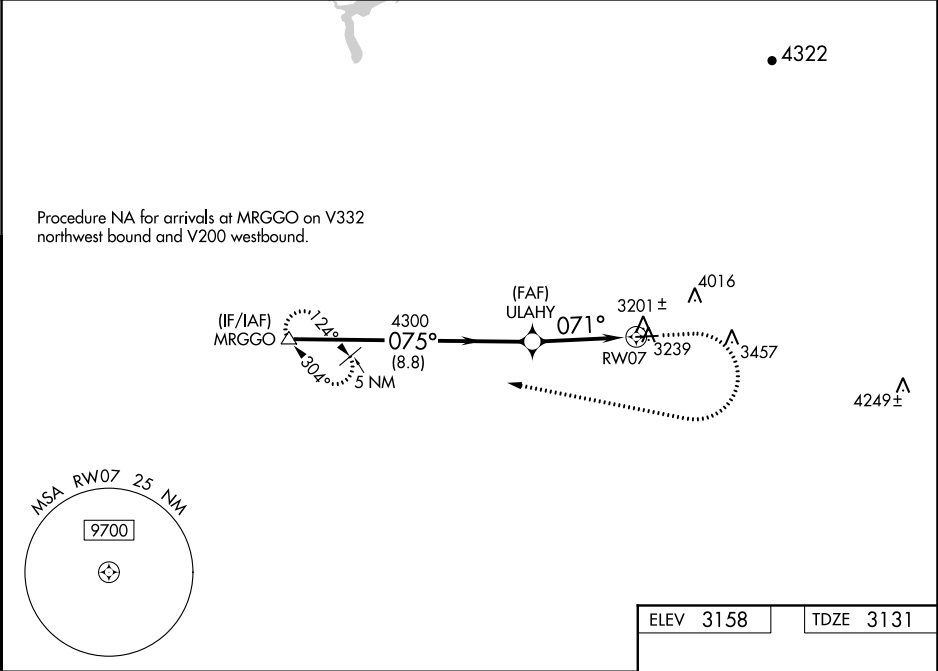 4322
Procedure NA for arrivals at MRGGO on V332
northwest bound and V200 westbound.
4016
(FAF)
ULAHY
3201 ±
(IF/IAF)
MRGGO
124°
4300
075°
(8.8)
071°
RW07
3239
3457
304°
5 NM
4249±
MSA RW07 25 NM
9700
ELEV 3158
TDZE 3131